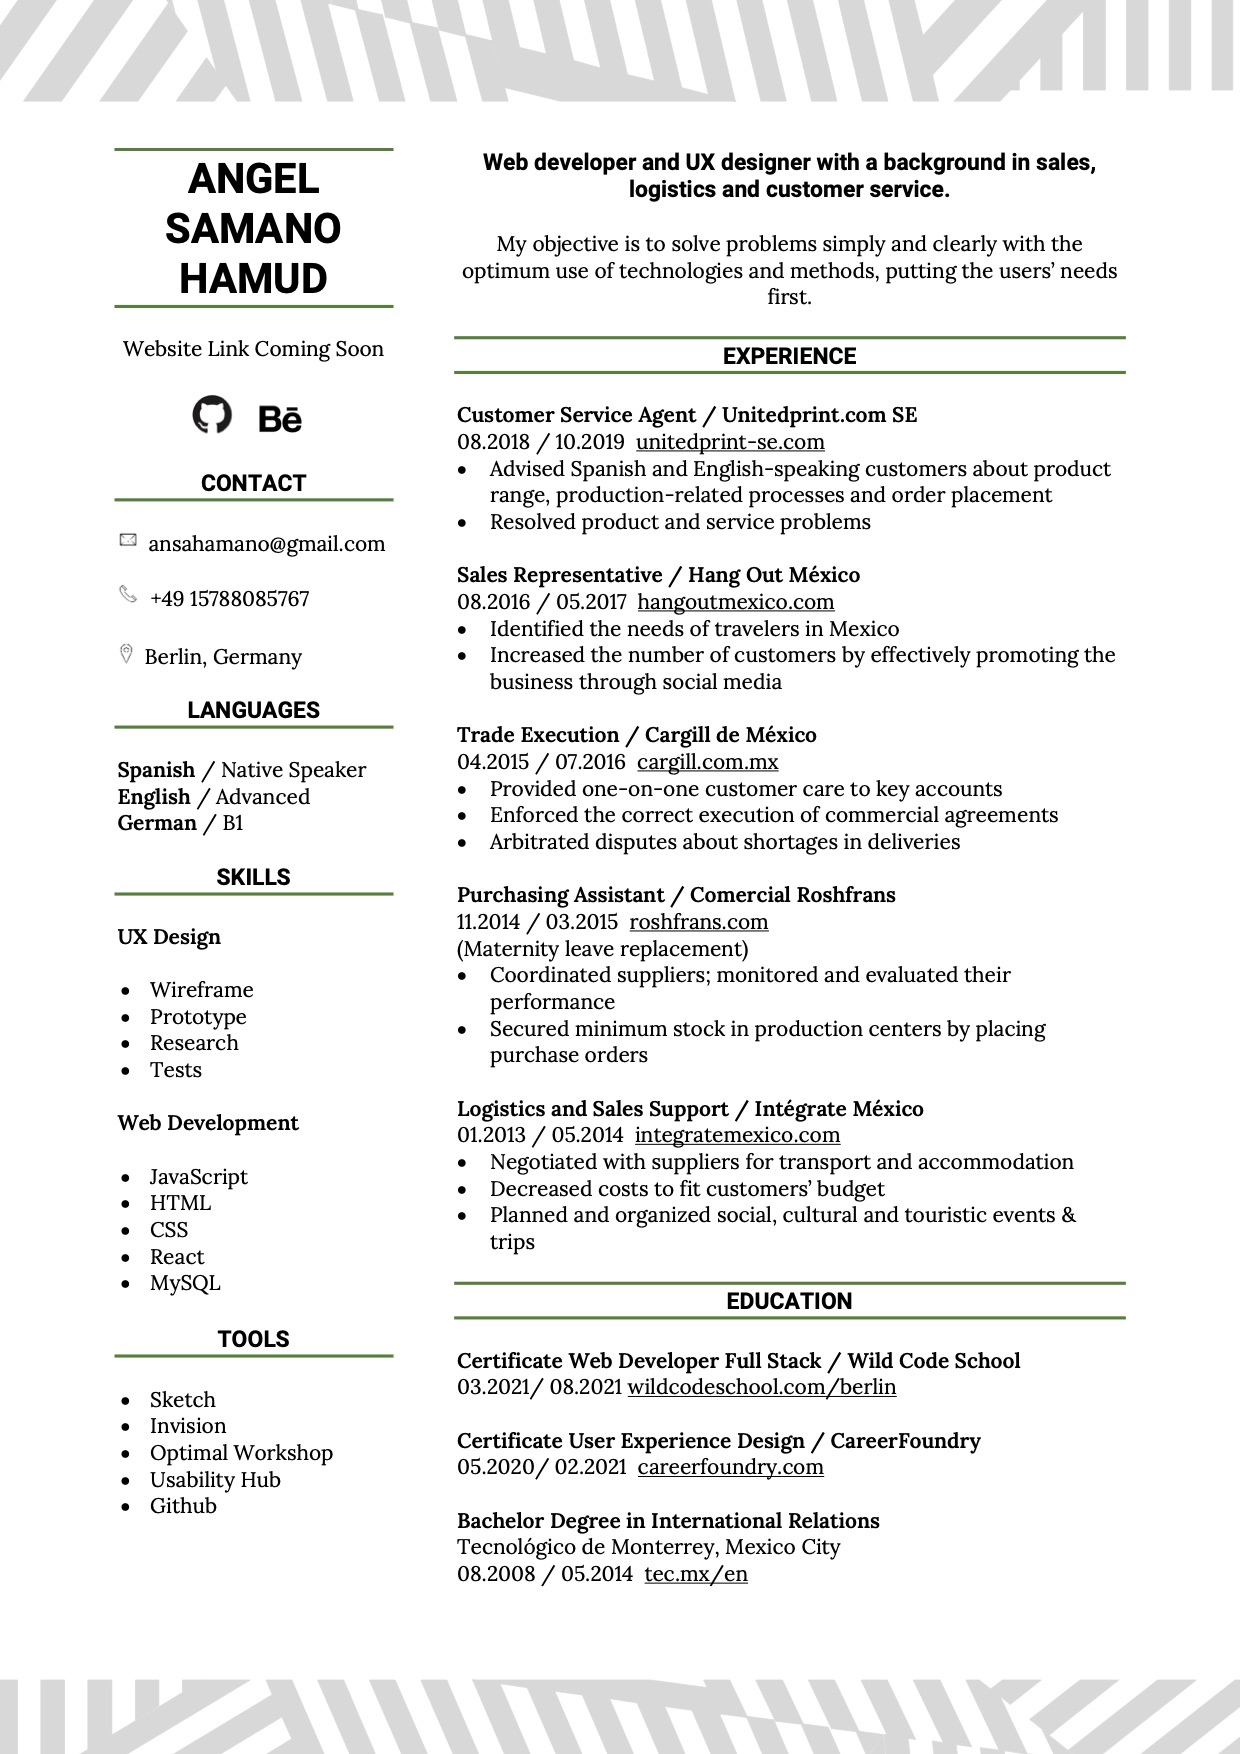 ANGEL
SAMANO
HAMUD
Website Link Coming Soon
Bē
CONTACT
ansahamano@gmail.com
+49 15788085767
Berlin, Germany
LANGUAGES
Spanish / Native Speaker
English / Advanced
German / B1
SKILLS
UX Design
• Wireframe
• Prototype
• Research
• Tests
Web Development
• JavaScript
• HTML
• CSS
• React
• MySQL
TOOLS
• Sketch
• Invision
• Optimal Workshop
• Usability Hub
• Github
Web developer and UX designer with a background in sales,
logistics and customer service.
My objective is to solve problems simply and clearly with the
optimum use of technologies and methods, putting the users’ needs
first.
EXPERIENCE
Customer Service Agent / Unitedprint.com SE
08.2018 / 10.2019 unitedprint-se.com
• Advised Spanish and English-speaking customers about product
range, production-related processes and order placement
• Resolved product and service problems
Sales Representative / Hang Out México
08.2016 / 05.2017 hangoutmexico.com
• Identified the needs of travelers in Mexico
• Increased the number of customers by effectively promoting the
business through social media
Trade Execution / Cargill de México
04.2015 / 07.2016 cargill.com.mx
• Provided one-on-one customer care to key accounts
• Enforced the correct execution of commercial agreements
• Arbitrated disputes about shortages in deliveries
Purchasing Assistant / Comercial Roshfrans
11.2014 / 03.2015 roshfrans.com
(Maternity leave replacement)
• Coordinated suppliers; monitored and evaluated their
performance
• Secured minimum stock in production centers by placing
purchase orders
Logistics and Sales Support / Intégrate México
01.2013 / 05.2014 integratemexico.com
• Negotiated with suppliers for transport and accommodation
• Decreased costs to fit customers’ budget
• Planned and organized social, cultural and touristic events &
trips
EDUCATION
Certificate Web Developer Full Stack / Wild Code School
03.2021/ 08.2021 wildcodeschool.com/berlin
Certificate User Experience Design / CareerFoundry
05.2020/ 02.2021 careerfoundry.com
Bachelor Degree in International Relations
Tecnológico de Monterrey, Mexico City
08.2008 / 05.2014 tec.mx/en